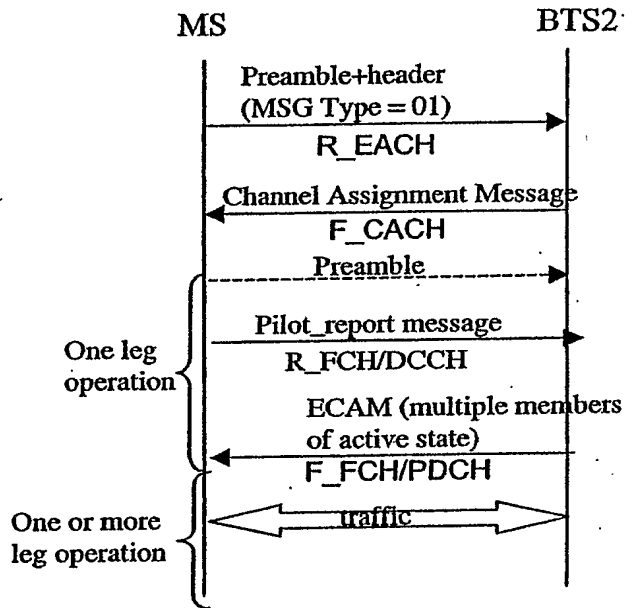 MS
BTS2
Preamble+header
(MSG Type = 01)
R_EACH
Channel Assignment Message
F_CACH
Preamble
Pilot_report message
R_FCH/DCCH
One leg
operation
ECAM (multiple members
of active state)
F_FCH/PDCH
One or more
leg operation
traffic